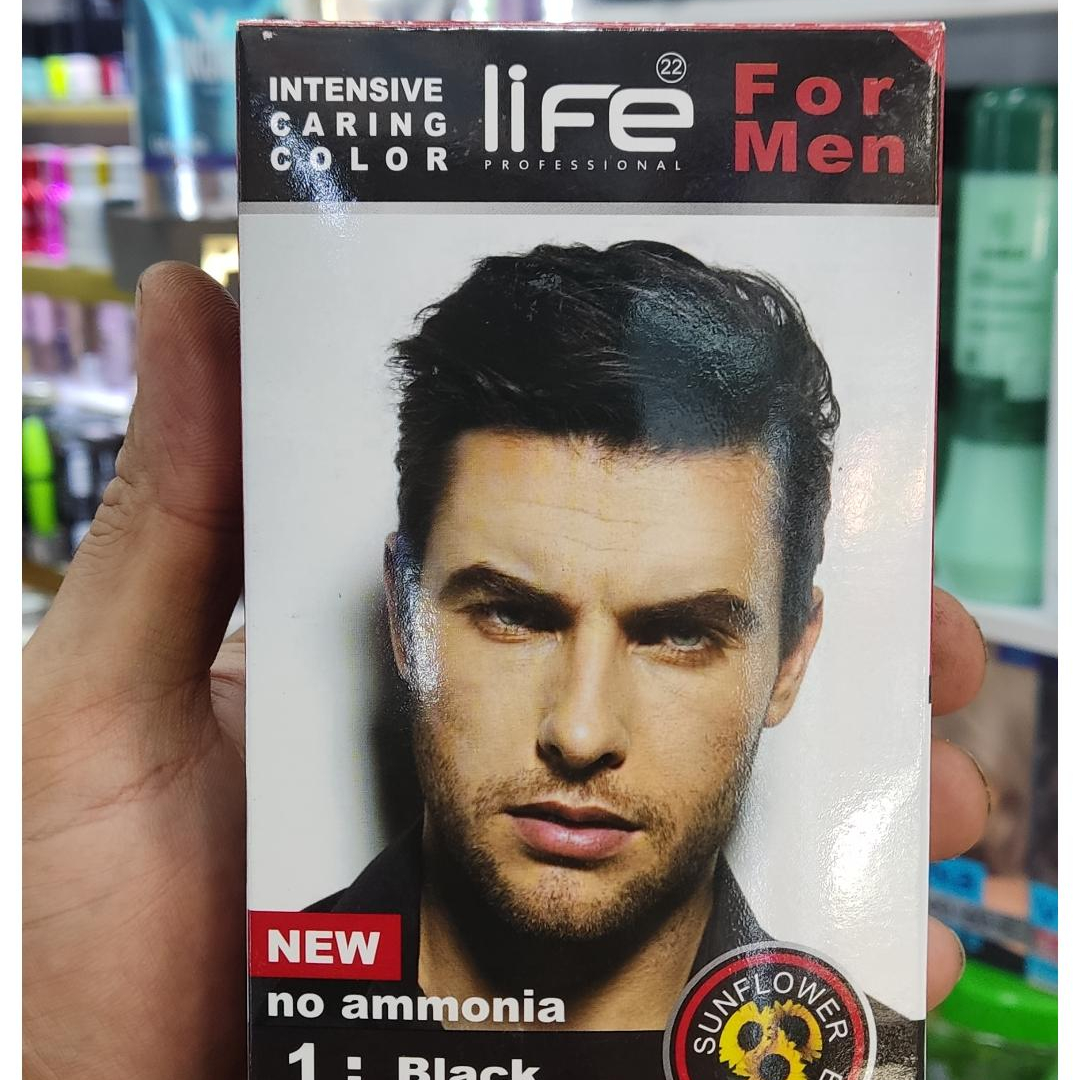 INTENSIVE
CARING
COLOR
life 22
PROFESSIONAL
For
Men
NEW
no ammonia
1: Black
SUNFLOWER